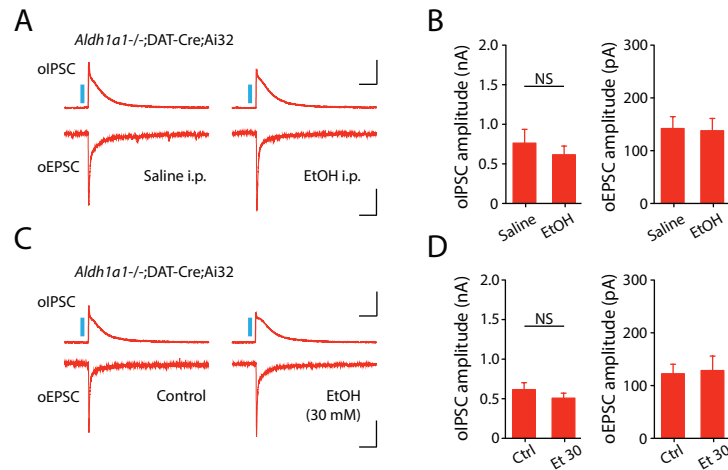 A
Aldh1a1-/-;DAT-Cre;Ai32
oIPSC
oEPSC
Saline i.p.
EtOH i.p.
B
oIPSC amplitude (nA)
2.0
1.5
1.0
0.5
0
NS
Saline
EtOH
oEPSC amplitude (pA)
300
200
100
0
Saline
EtOH
C
Aldh1a1-/-;DAT-Cre;Ai32
oIPSC
oEPSC
Control
EtOH
(30 mM)
D
oIPSC amplitude (nA)
2.0
1.5
1.0
0.5
0
NS
Ctrl
Et 30
oEPSC amplitude (pA)
300
200
100
0
Ctrl
Et 30